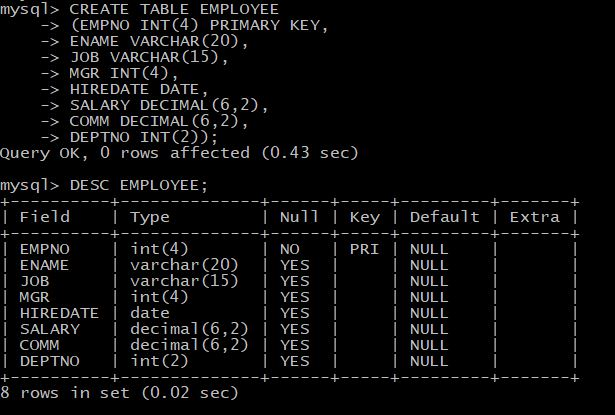 mysql> CREATE TABLE EMPLOYEE
    -> (EMPNO INT(4) PRIMARY KEY,
    -> ENAME VARCHAR(20),
    -> JOB VARCHAR(15),
    -> MGR INT(4),
    -> HIREDATE DATE,
    -> SALARY DECIMAL(6,2),
    -> COMM DECIMAL(6,2),
    -> DEPTNO INT(2));
Query OK, 0 rows affected (0.43 sec)
mysql> DESC EMPLOYEE;
+----------+--------------+------+-----+---------+-------+
| Field    | Type         | Null | Key | Default | Extra |
+----------+--------------+------+-----+---------+-------+
| EMPNO    | int(4)       | NO   | PRI | NULL    |       |
| ENAME    | varchar(20)  | YES  |     | NULL    |       |
| JOB      | varchar(15)  | YES  |     | NULL    |       |
| MGR      | int(4)       | YES  |     | NULL    |       |
| HIREDATE | date         | YES  |     | NULL    |       |
| SALARY   | decimal(6,2) | YES  |     | NULL    |       |
| COMM     | decimal(6,2) | YES  |     | NULL    |       |
| DEPTNO   | int(2)       | YES  |     | NULL    |       |
+----------+--------------+------+-----+---------+-------+
8 rows in set (0.02 sec)